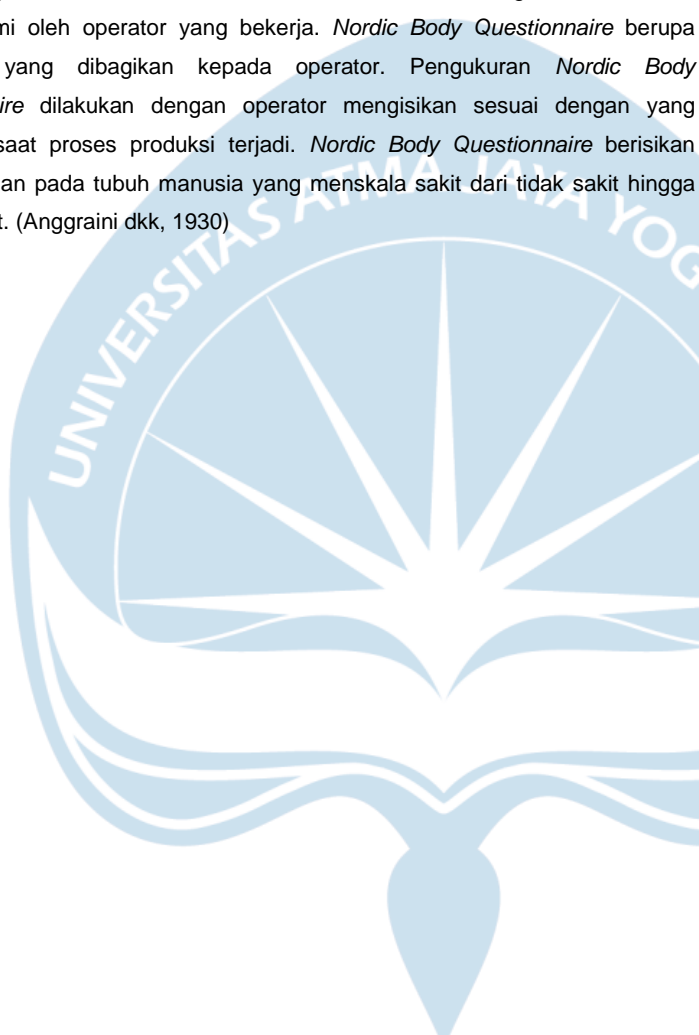 mi oleh operator yang bekerja. Nordic Body Questionnaire berupa
yang dibagikan kepada operator. Pengukuran Nordic Body
ire dilakukan dengan operator mengisikan sesuai dengan yang
saat proses produksi terjadi. Nordic Body Questionnaire berisikan
an pada tubuh manusia yang menskala sakit dari tidak sakit hingga
t. (Anggraini dkk, 1930)
UNIVERSITAS ATMA JAYA YOG